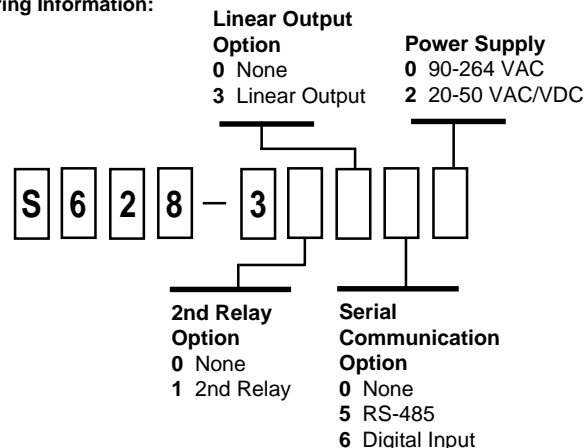 ring Information:
Linear Output
Option
0 None
3 Linear Output
Power Supply
0 90-264 VAC
2 20-50 VAC/VDC
S 6 2 8 – 3
2nd Relay
Option
0 None
1 2nd Relay
Serial
Communication
Option
0 None
5 RS-485
6 Digital Input